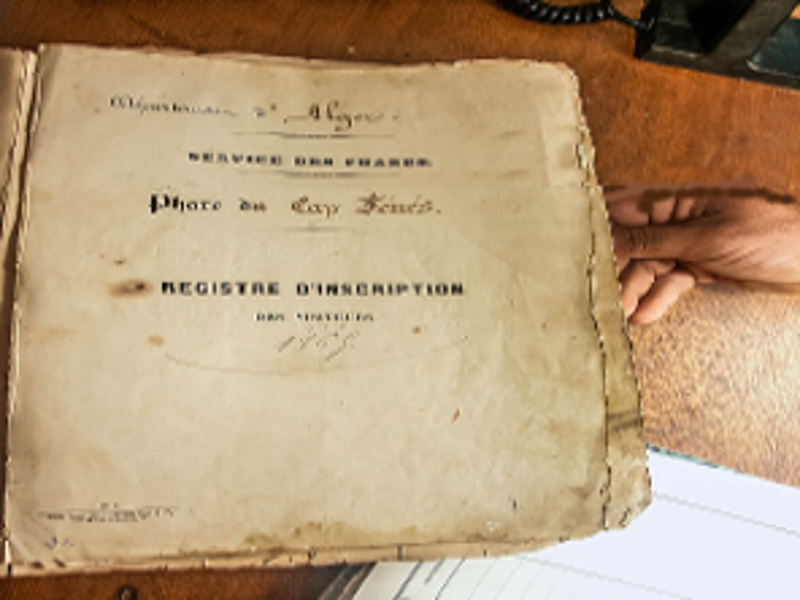 Département d'Alger.
SERVICE DES PHARES.
Phare du Cap Ténès.
REGISTRE D'INSCRIPTION
DES VISITEURS